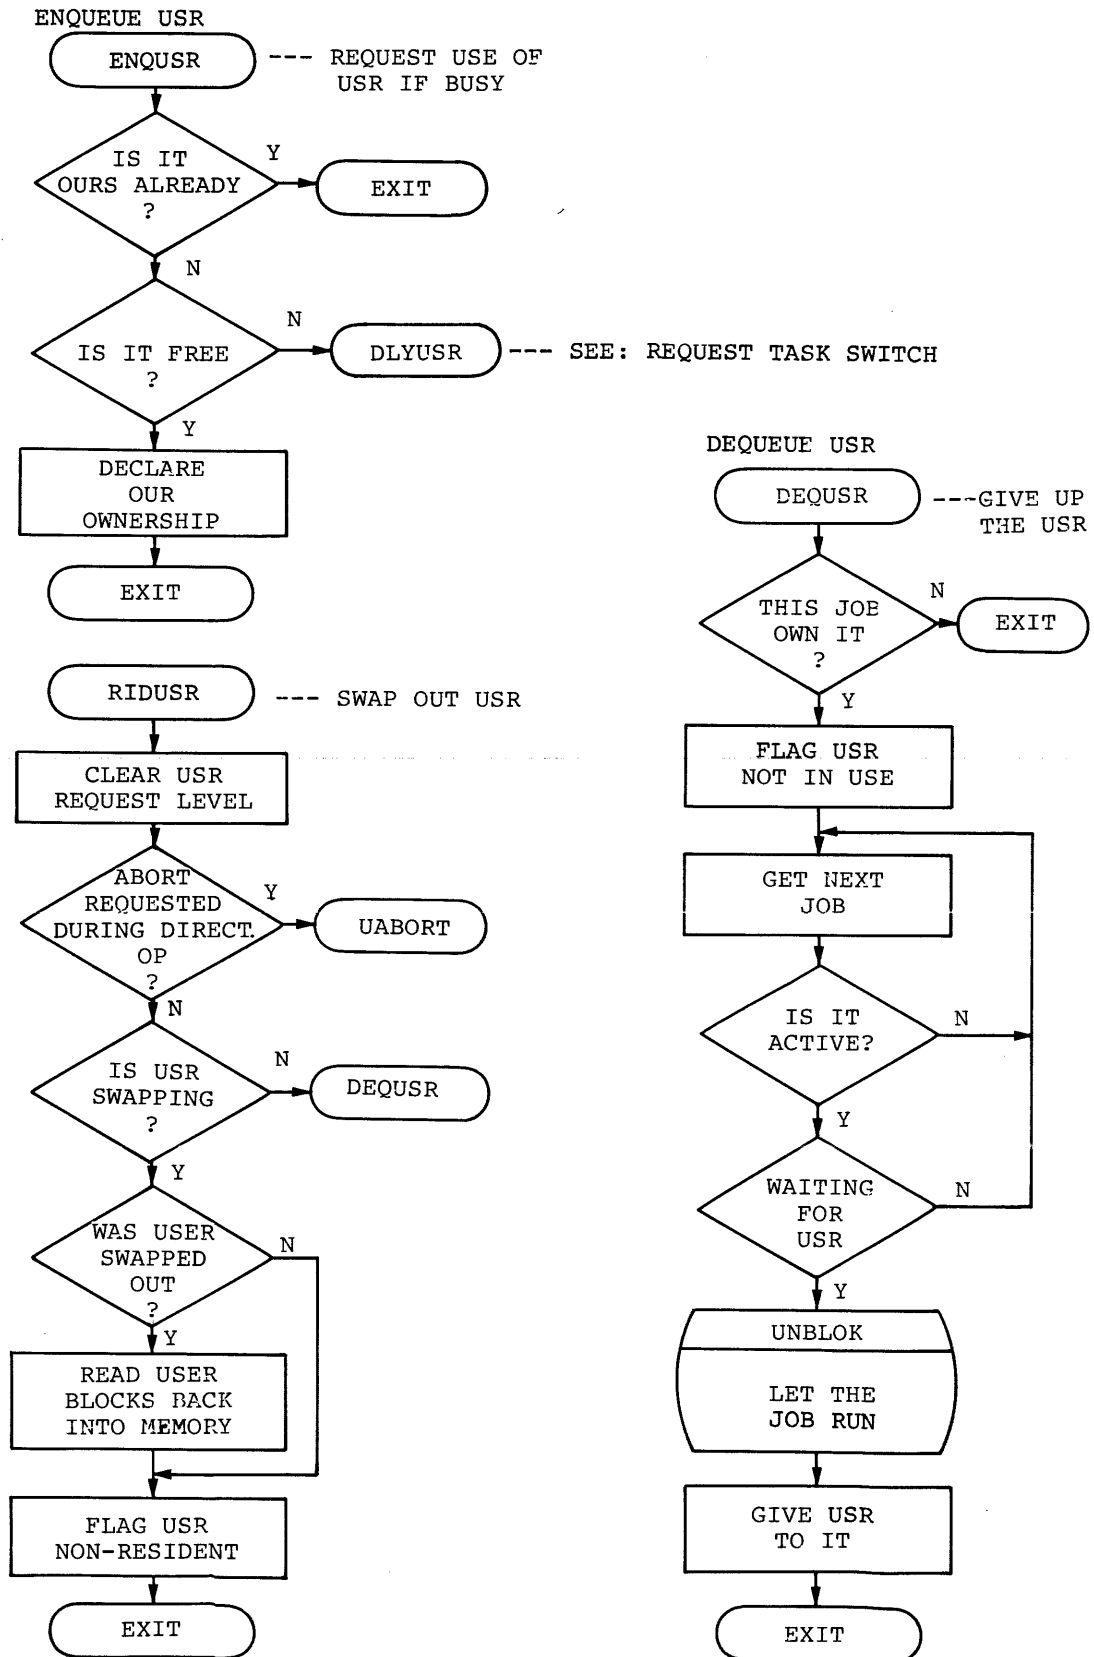 ENQUEUE USR
ENQUSR
--- REQUEST USE OF
USR IF BUSY
IS IT
OURS ALREADY
?
Y
EXIT
N
IS IT FREE
?
N
DLYUSR
--- SEE: REQUEST TASK SWITCH
Y
DECLARE
OUR
OWNERSHIP
EXIT
RIDUSR
--- SWAP OUT USR
CLEAR USR
REQUEST LEVEL
ABORT
REQUESTED
DURING DIRECT.
OP
?
Y
UABORT
N
IS USR
SWAPPING
?
N
DEQUSR
Y
WAS USER
SWAPPED
OUT
?
N
Y
READ USER
BLOCKS BACK
INTO MEMORY
FLAG USR
NON-RESIDENT
EXIT
DEQUEUE USR
DEQUSR
---GIVE UP
THE USR
THIS JOB
OWN IT
?
N
EXIT
Y
FLAG USR
NOT IN USE
GET NEXT
JOB
IS IT
ACTIVE?
N
Y
WAITING
FOR
USR
N
Y
UNBLOK
LET THE
JOB RUN
GIVE USR
TO IT
EXIT